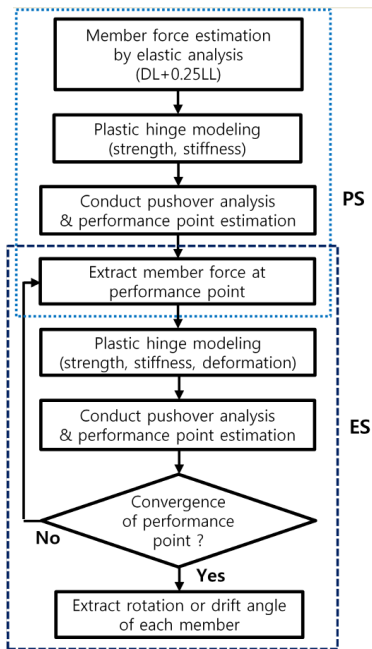 Member force estimation
by elastic analysis
(DL+0.25LL)
Plastic hinge modeling
(strength, stiffness)
Conduct pushover analysis
& performance point estimation
PS
Extract member force at
performance point
Plastic hinge modeling
(strength, stiffness, deformation)
Conduct pushover analysis
& performance point estimation
ES
Convergence
of performance
point ?
No
Yes
Extract rotation or drift angle
of each member